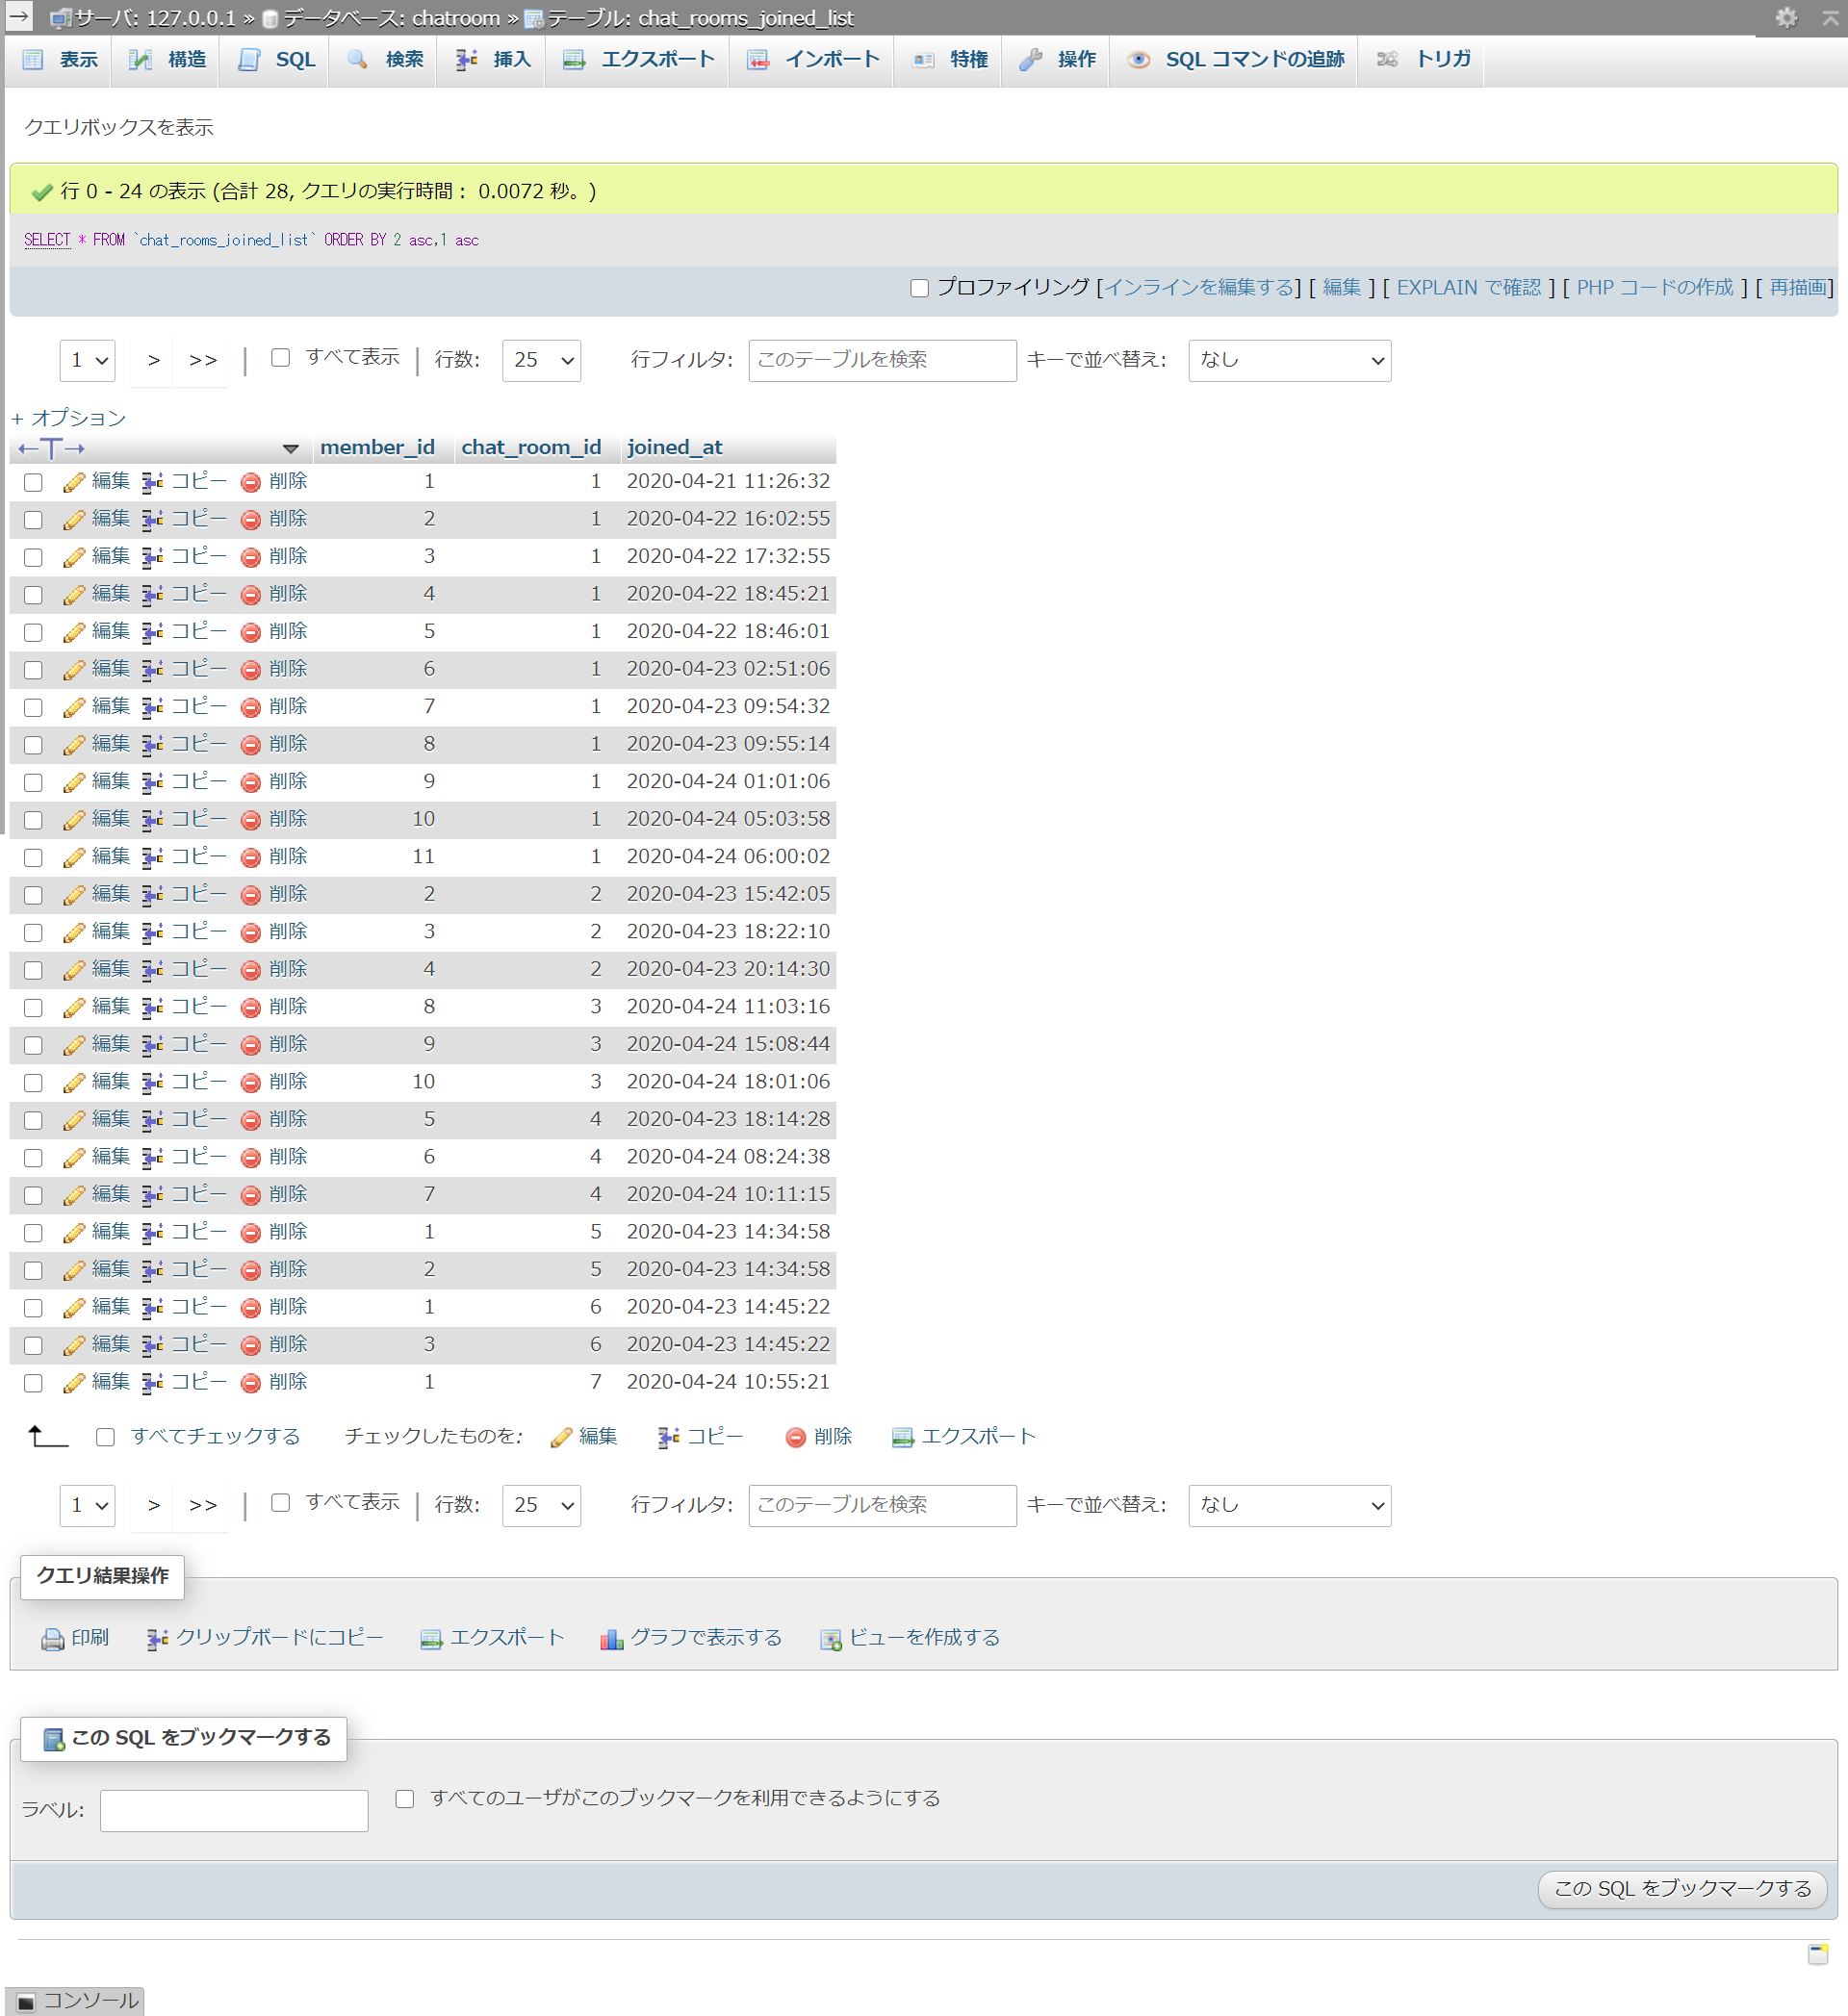 サーバ: 127.0.0.1 » データベース: chatroom » テーブル: chat_rooms_joined_list
表示 構造 SQL 検索 挿入 エクスポート インポート 特権 操作 SQL コマンドの追跡 トリガ
クエリボックスを表示
行 0 - 24 の表示 (合計 28, クエリの実行時間： 0.0072 秒。)
SELECT * FROM `chat_rooms_joined_list` ORDER BY 2 asc,1 asc
プロファイリング [インラインを編集する] [ 編集 ] [ EXPLAIN で確認 ] [ PHP コードの作成 ] [ 再描画]
1 > >> | すべて表示 | 行数: 25 行フィルタ: このテーブルを検索 キーで並べ替え: なし
+ オプション
←T→ member_id chat_room_id joined_at
編集 コピー 削除 1 1 2020-04-21 11:26:32
編集 コピー 削除 2 1 2020-04-22 16:02:55
編集 コピー 削除 3 1 2020-04-22 17:32:55
編集 コピー 削除 4 1 2020-04-22 18:45:21
編集 コピー 削除 5 1 2020-04-22 18:46:01
編集 コピー 削除 6 1 2020-04-23 02:51:06
編集 コピー 削除 7 1 2020-04-23 09:54:32
編集 コピー 削除 8 1 2020-04-23 09:55:14
編集 コピー 削除 9 1 2020-04-24 01:01:06
編集 コピー 削除 10 1 2020-04-24 05:03:58
編集 コピー 削除 11 1 2020-04-24 06:00:02
編集 コピー 削除 2 2 2020-04-23 15:42:05
編集 コピー 削除 3 2 2020-04-23 18:22:10
編集 コピー 削除 4 2 2020-04-23 20:14:30
編集 コピー 削除 8 3 2020-04-24 11:03:16
編集 コピー 削除 9 3 2020-04-24 15:08:44
編集 コピー 削除 10 3 2020-04-24 18:01:06
編集 コピー 削除 5 4 2020-04-23 18:14:28
編集 コピー 削除 6 4 2020-04-24 08:24:38
編集 コピー 削除 7 4 2020-04-24 10:11:15
編集 コピー 削除 1 5 2020-04-23 14:34:58
編集 コピー 削除 2 5 2020-04-23 14:34:58
編集 コピー 削除 1 6 2020-04-23 14:45:22
編集 コピー 削除 3 6 2020-04-23 14:45:22
編集 コピー 削除 1 7 2020-04-24 10:55:21
すべてチェックする チェックしたものを: 編集 コピー 削除 エクスポート
1 > >> | すべて表示 | 行数: 25 行フィルタ: このテーブルを検索 キーで並べ替え: なし
クエリ結果操作
印刷 クリップボードにコピー エクスポート グラフで表示する ビューを作成する
この SQL をブックマークする
ラベル: すべてのユーザがこのブックマークを利用できるようにする
この SQL をブックマークする
コンソール